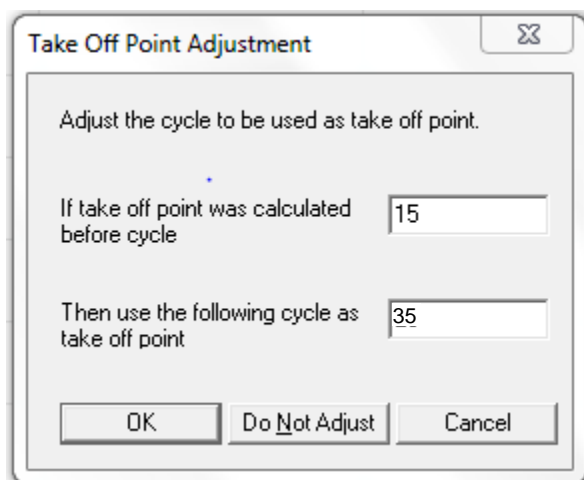 Take Off Point Adjustment
Adjust the cycle to be used as take off point.
If take off point was calculated
before cycle
15
Then use the following cycle as
take off point
35
OK
Do Not Adjust
Cancel